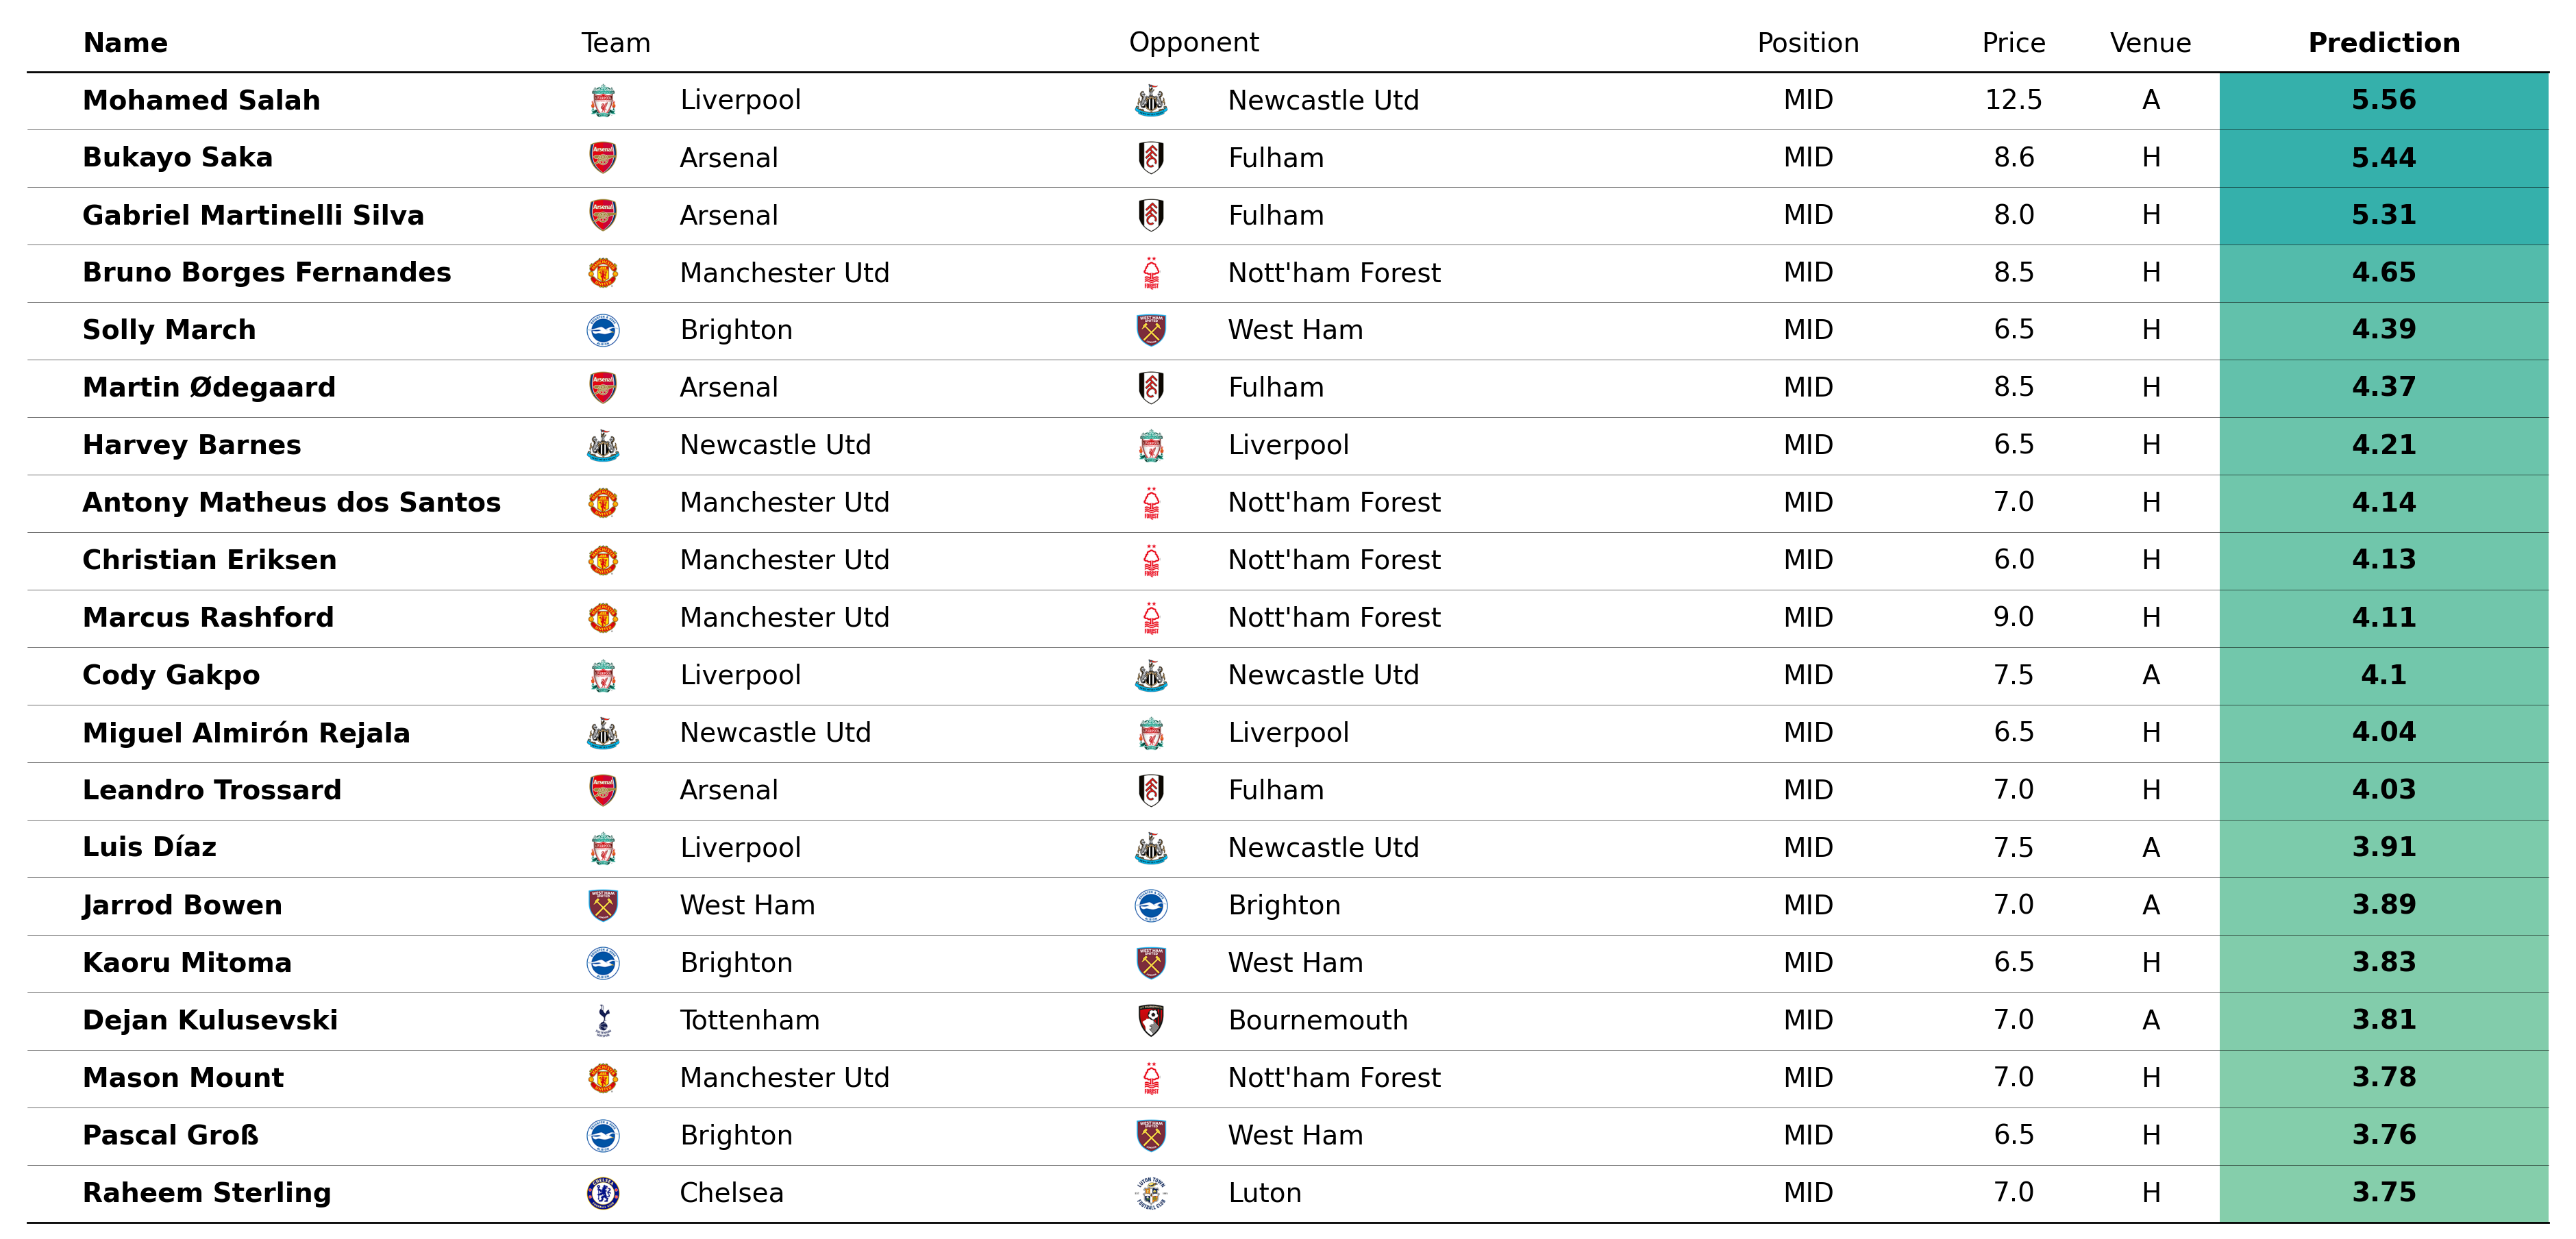 Name Team Opponent Position Price Venue Prediction
Mohamed Salah Liverpool Newcastle Utd MID 12.5 A 5.56
Bukayo Saka Arsenal Fulham MID 8.6 H 5.44
Gabriel Martinelli Silva Arsenal Fulham MID 8.0 H 5.31
Bruno Borges Fernandes Manchester Utd Nott'ham Forest MID 8.5 H 4.65
Solly March Brighton West Ham MID 6.5 H 4.39
Martin Ødegaard Arsenal Fulham MID 8.5 H 4.37
Harvey Barnes Newcastle Utd Liverpool MID 6.5 H 4.21
Antony Matheus dos Santos Manchester Utd Nott'ham Forest MID 7.0 H 4.14
Christian Eriksen Manchester Utd Nott'ham Forest MID 6.0 H 4.13
Marcus Rashford Manchester Utd Nott'ham Forest MID 9.0 H 4.11
Cody Gakpo Liverpool Newcastle Utd MID 7.5 A 4.1
Miguel Almirón Rejala Newcastle Utd Liverpool MID 6.5 H 4.04
Leandro Trossard Arsenal Fulham MID 7.0 H 4.03
Luis Díaz Liverpool Newcastle Utd MID 7.5 A 3.91
Jarrod Bowen West Ham Brighton MID 7.0 A 3.89
Kaoru Mitoma Brighton West Ham MID 6.5 H 3.83
Dejan Kulusevski Tottenham Bournemouth MID 7.0 A 3.81
Mason Mount Manchester Utd Nott'ham Forest MID 7.0 H 3.78
Pascal Groß Brighton West Ham MID 6.5 H 3.76
Raheem Sterling Chelsea Luton MID 7.0 H 3.75